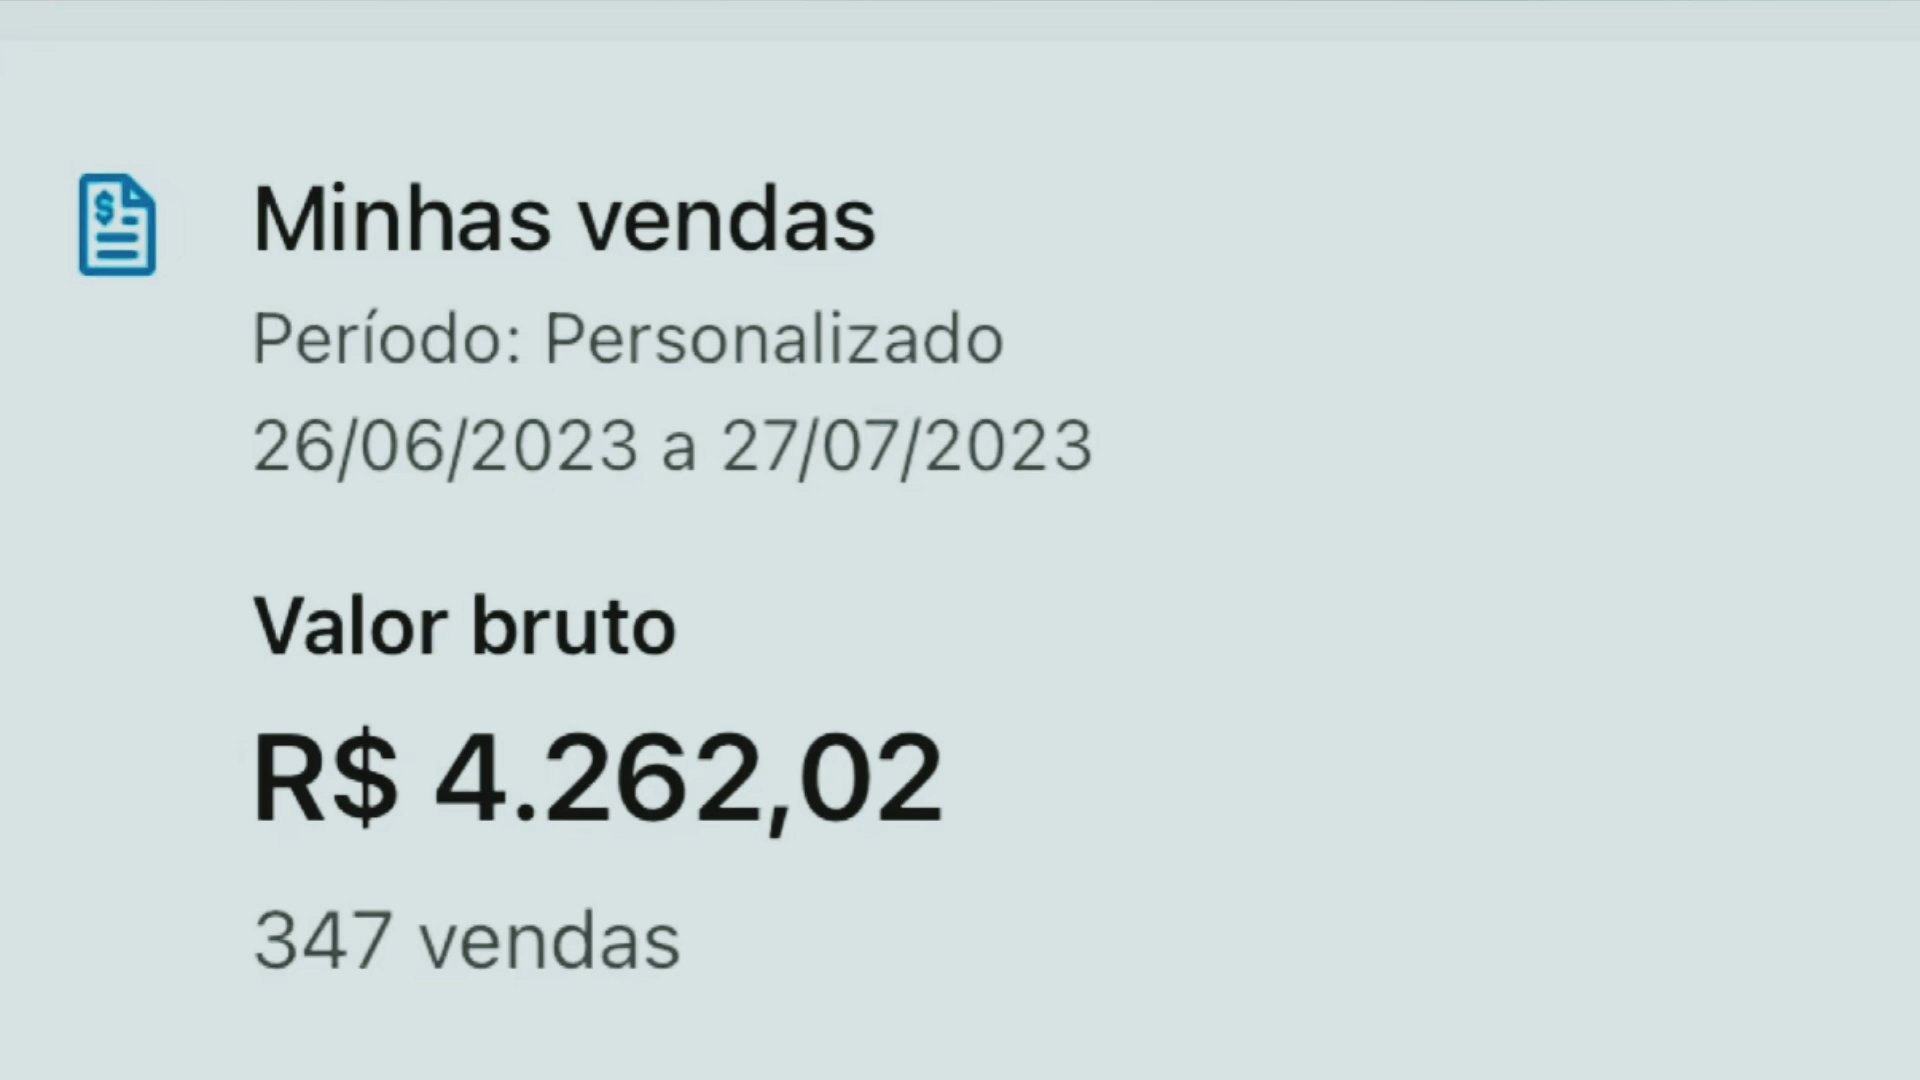 Minhas vendas
Período: Personalizado
26/06/2023 a 27/07/2023
Valor bruto
R$ 4.262,02
347 vendas